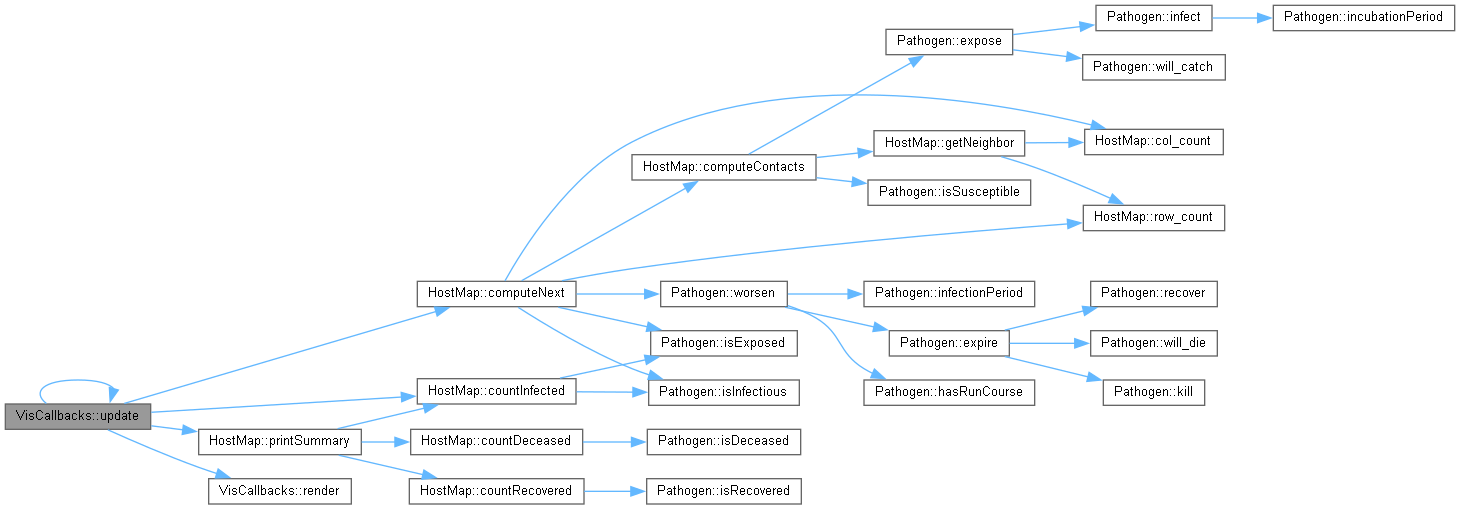 Pathogen::infect
Pathogen::incubationPeriod
Pathogen::expose
Pathogen::will_catch
HostMap::getNeighbor
HostMap::col_count
HostMap::computeContacts
Pathogen::isSusceptible
HostMap::row_count
HostMap::computeNext
Pathogen::worsen
Pathogen::infectionPeriod
Pathogen::recover
Pathogen::isExposed
Pathogen::expire
Pathogen::will_die
HostMap::countInfected
Pathogen::isInfectious
Pathogen::hasRunCourse
Pathogen::kill
VisCallbacks::update
HostMap::printSummary
HostMap::countDeceased
Pathogen::isDeceased
VisCallbacks::render
HostMap::countRecovered
Pathogen::isRecovered